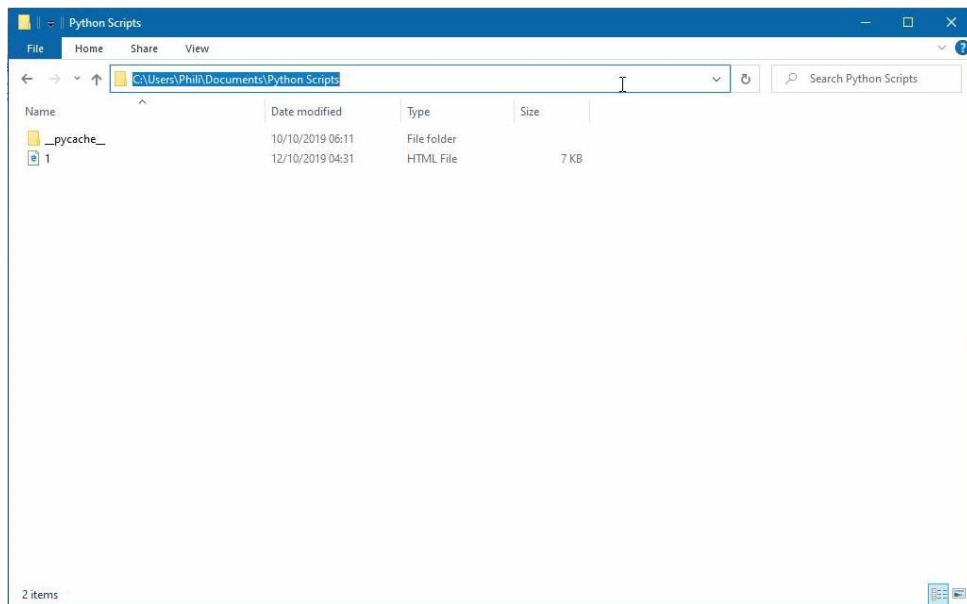 Python Scripts
File Home Share View
C:\Users\Phili\Documents\Python Scripts Search Python Scripts
Name Date modified Type Size
__pycache__ 10/10/2019 06:11 File folder
1 12/10/2019 04:31 HTML File 7 KB
2 items